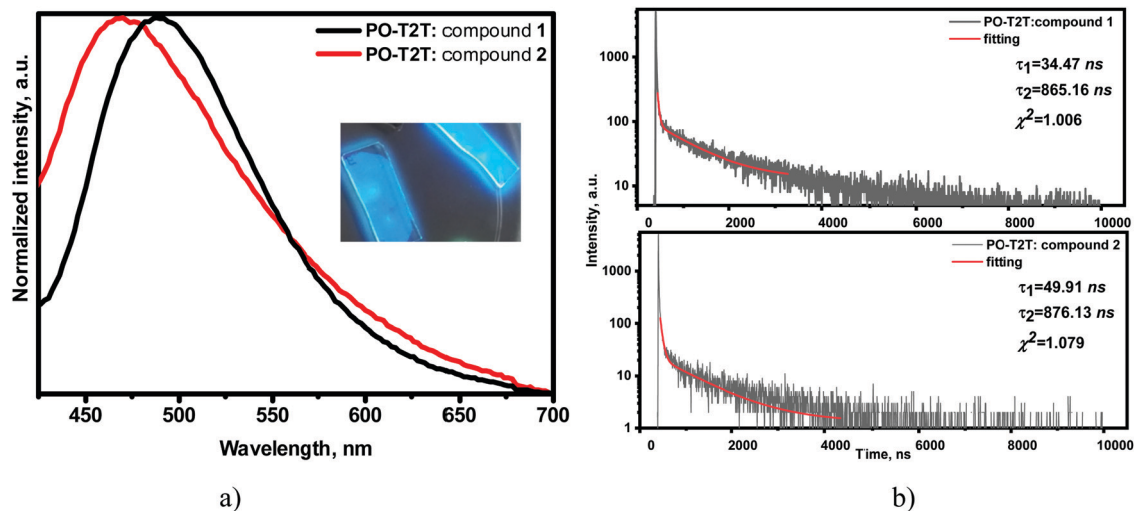 PO-T2T: compound 1
PO-T2T: compound 2
Normalized intensity, a.u.
450
500
550
600
650
700
Wavelength, nm
a)
PO-T2T:compound 1
fitting
τ1=34.47 ns
τ2=865.16 ns
χ2=1.006
1000
100
10
0
2000
4000
6000
8000
10000
PO-T2T: compound 2
fitting
τ1=49.91 ns
τ2=876.13 ns
χ2=1.079
Intensity, a.u.
1000
100
10
1
0
2000
4000
6000
8000
10000
Time, ns
b)